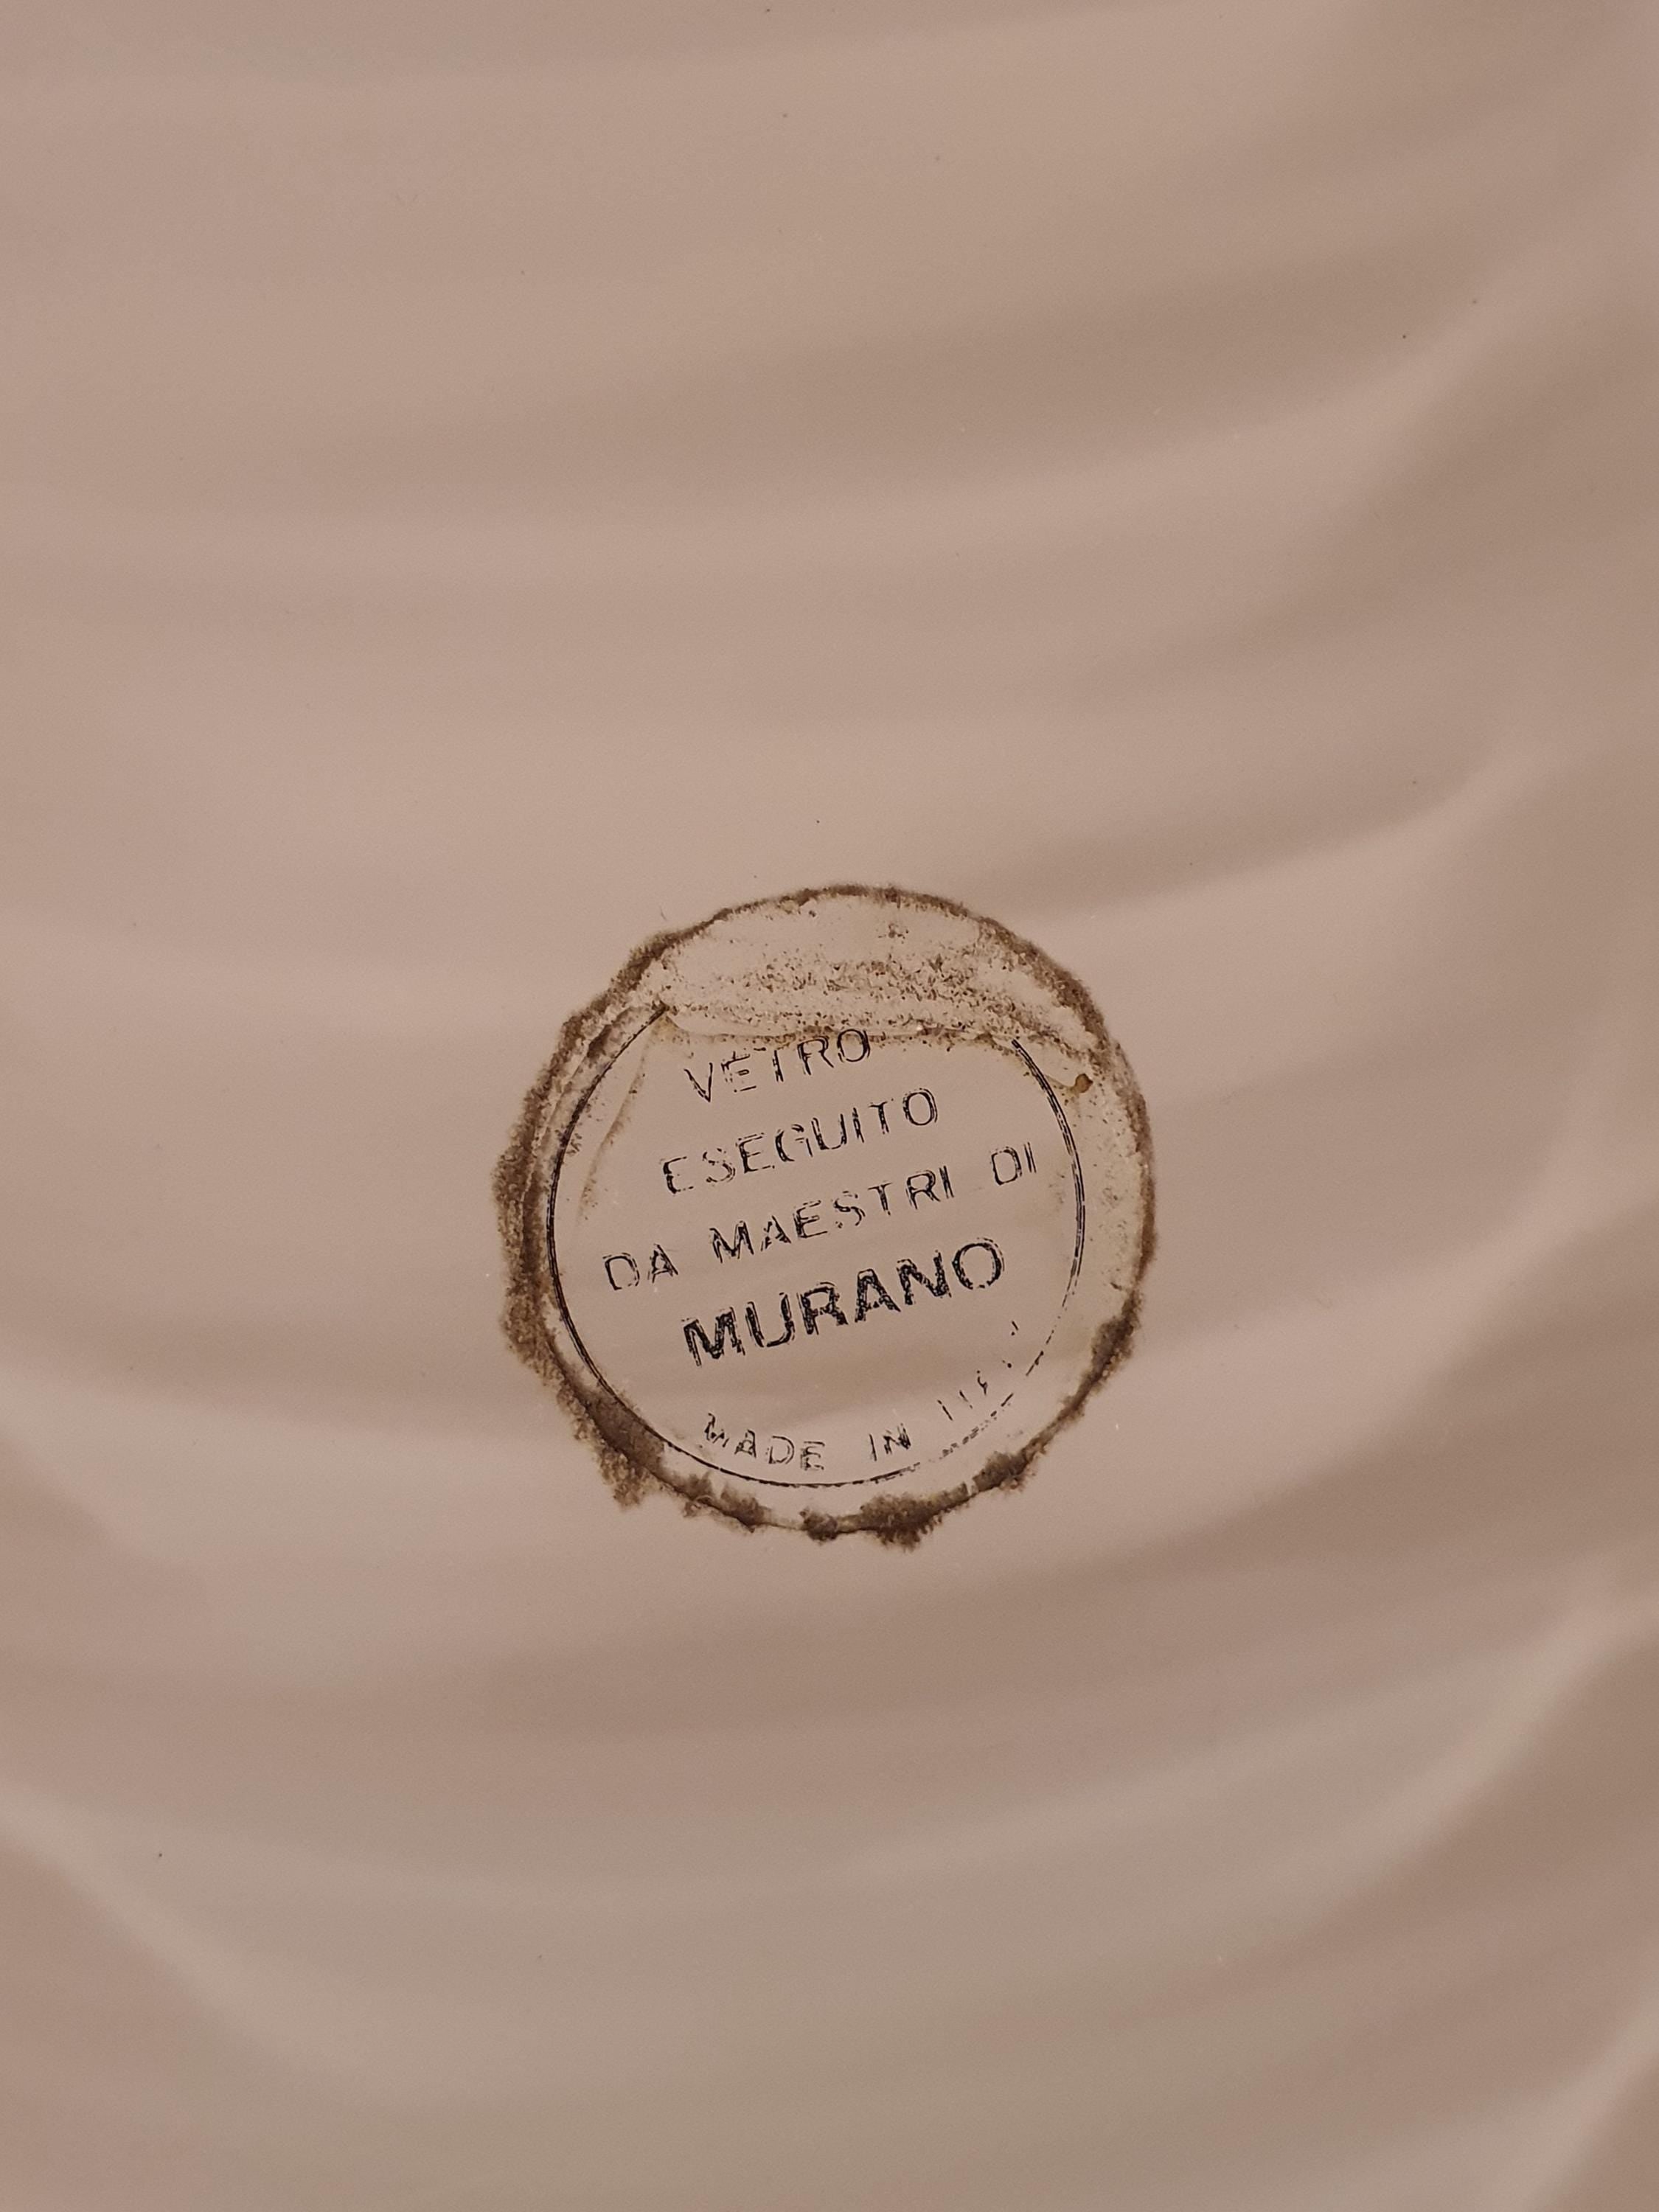 VETRO
ESEGUITO
DA MAESTRI DI
MURANO
MADE IN